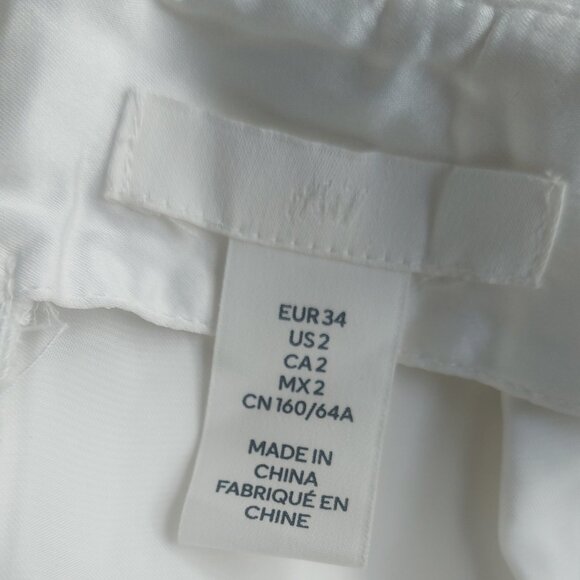 H&M
EUR 34
US 2
CA 2
MX 2
CN 160/64A
MADE IN
CHINA
FABRIQUÉ EN
CHINE